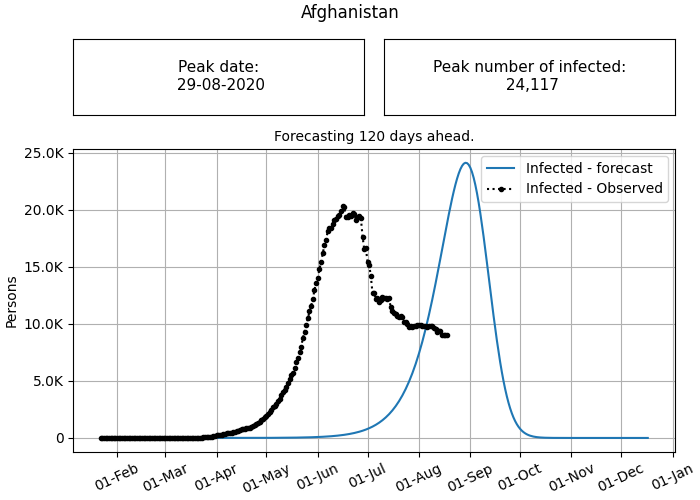 Afghanistan
Peak date:
29-08-2020
Peak number of infected:
24,117
Forecasting 120 days ahead.
25.0K
20.0K
15.0K
10.0K
5.0K
0
Persons
Infected - forecast
Infected - Observed
01-Feb
01-Mar
01-Apr
01-May
01-Jun
01-Jul
01-Aug
01-Sep
01-Oct
01-Nov
01-Dec
01-Jan